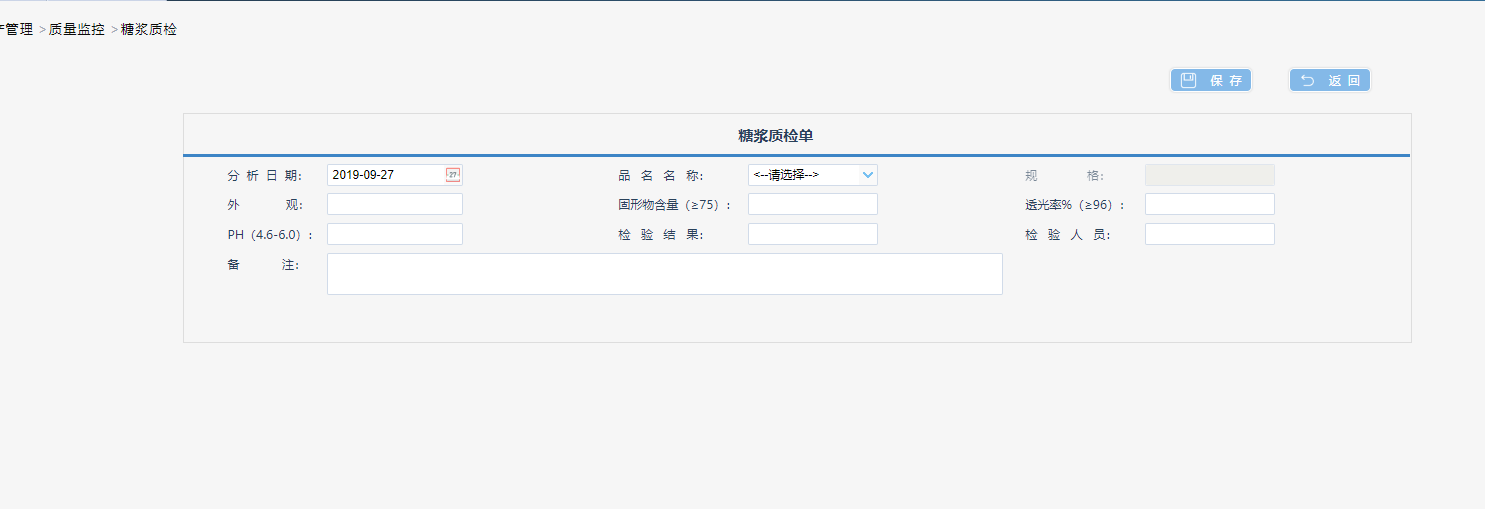 管理 >质量监控 >糖浆质检
保 存 返 回
糖浆质检单
分 析 日 期: 2019-09-27 27 品 名 名 称: <--请选择--> 规 格:
外 观: 固形物含量（≥75）: 透光率%（≥96）:
PH（4.6-6.0）: 检 验 结 果: 检 验 人 员:
备 注: